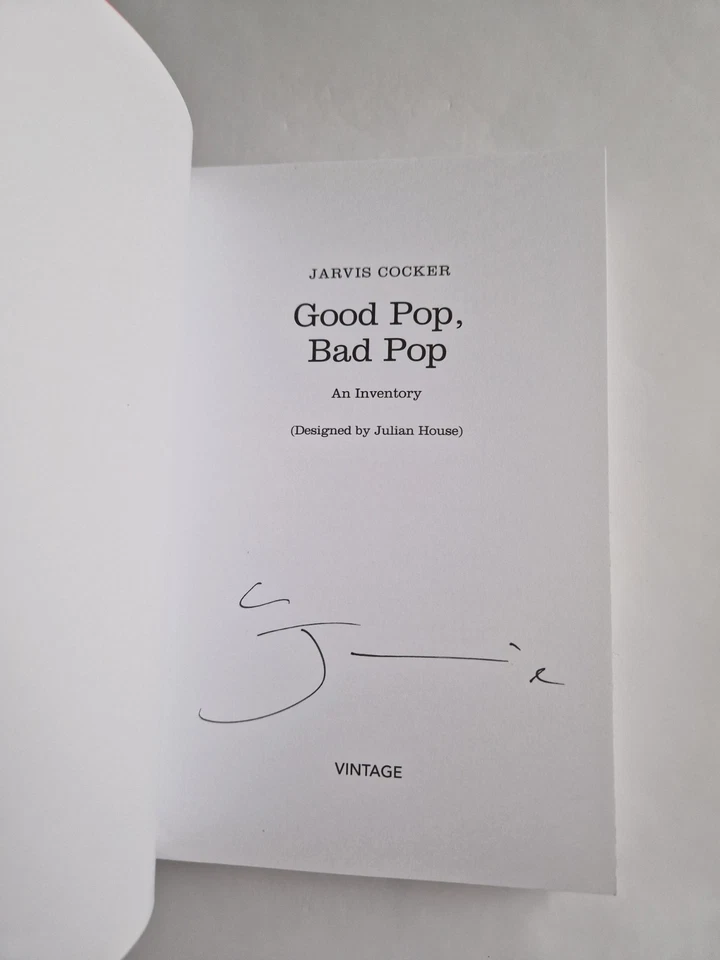 JARVIS COCKER
Good Pop,
Bad Pop
An Inventory
(Designed by Julian House)
VINTAGE